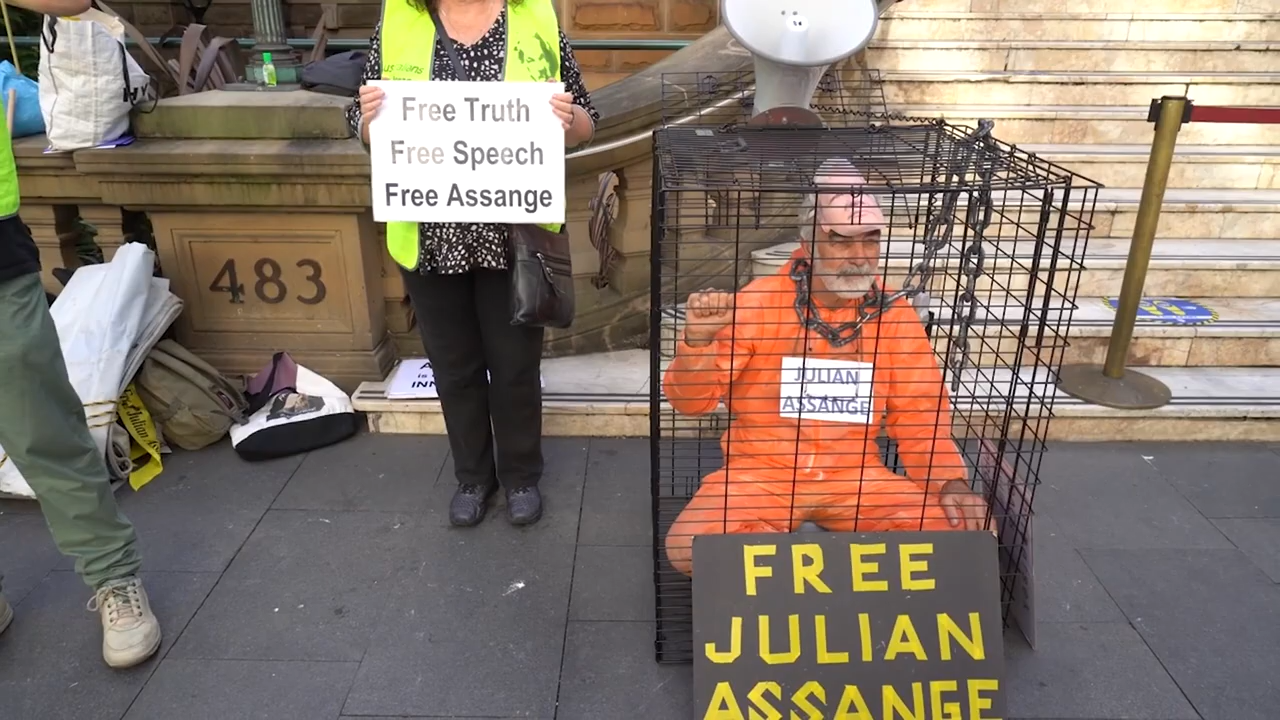 Free Truth
Free Speech
Free Assange
483
JULIAN
ASSANGE
FREE
JULIAN
ASSANGE